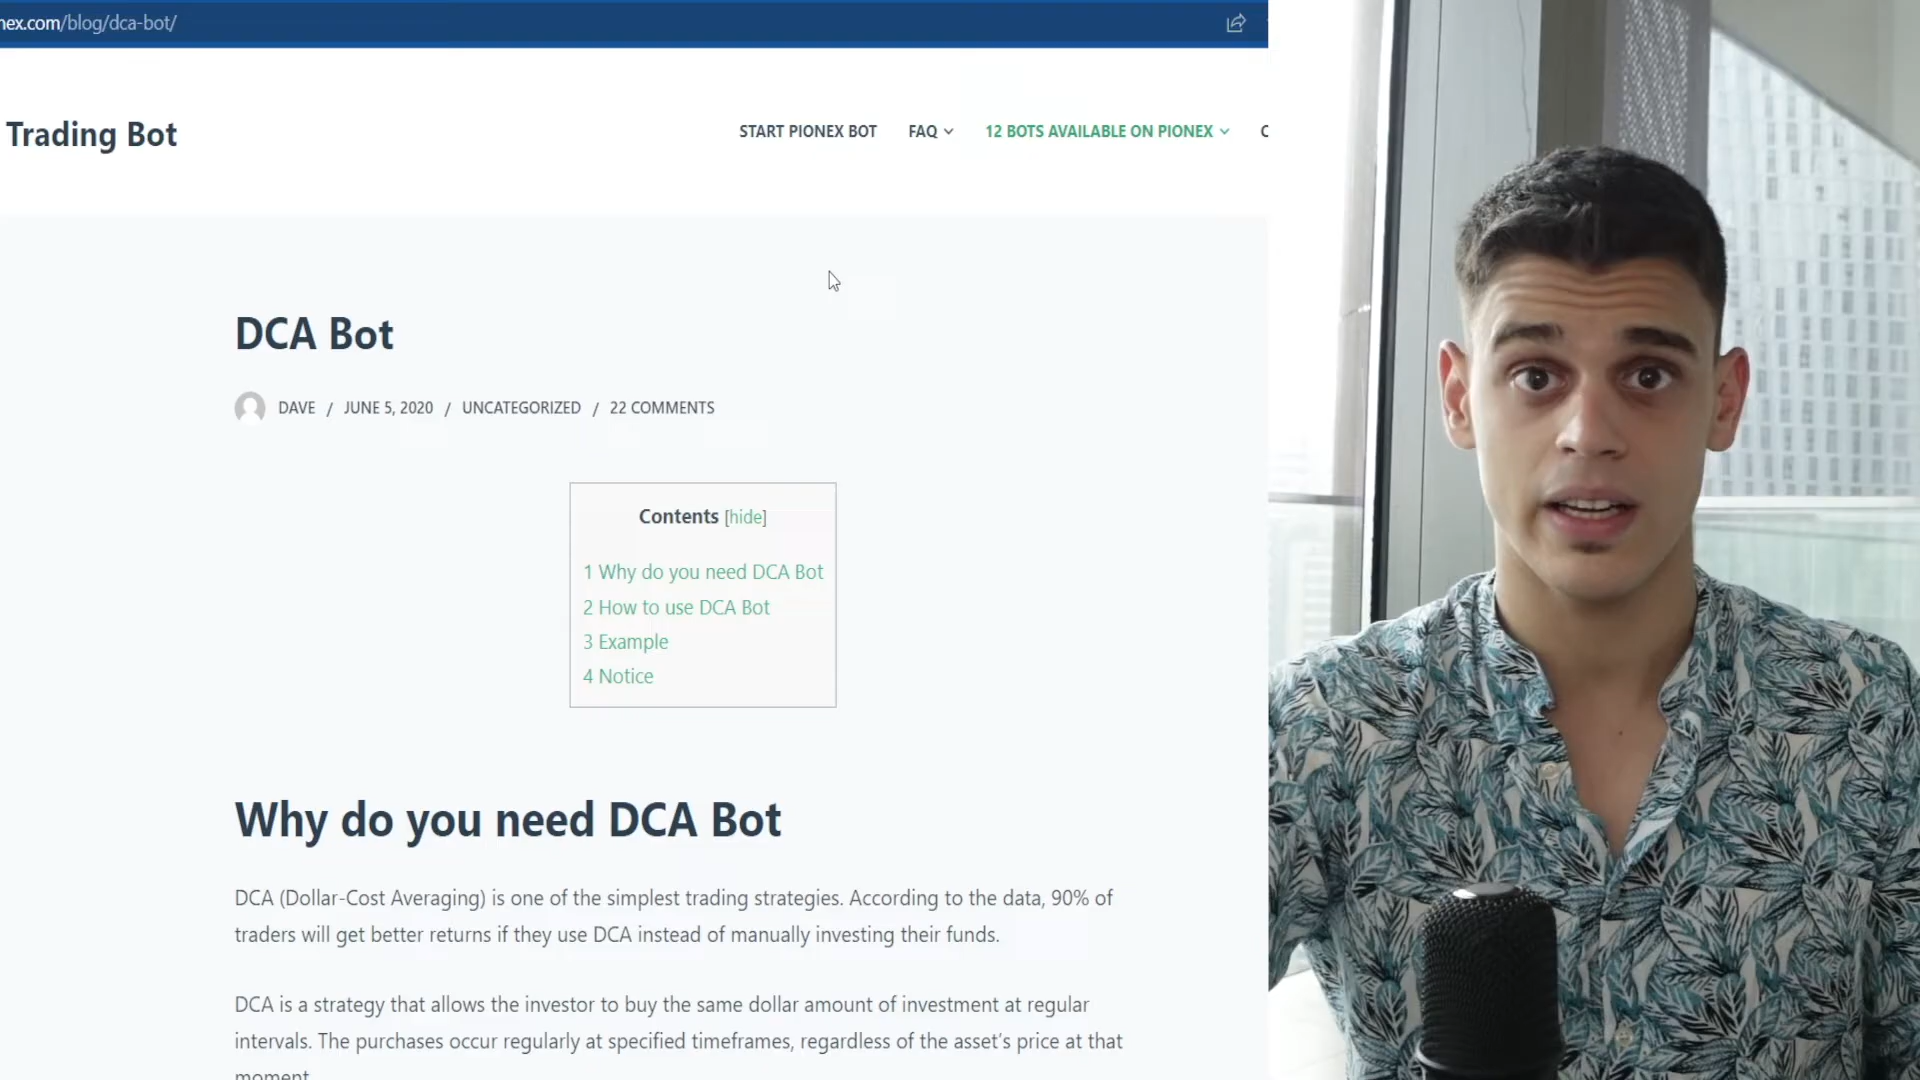 nex.com/blog/dca-bot/
Trading Bot
START PIONEX BOT
FAQ
12 BOTS AVAILABLE ON PIONEX
C
DCA Bot
DAVE / JUNE 5, 2020 / UNCATEGORIZED / 22 COMMENTS
Contents [hide]
1 Why do you need DCA Bot
2 How to use DCA Bot
3 Example
4 Notice
Why do you need DCA Bot
DCA (Dollar-Cost Averaging) is one of the simplest trading strategies. According to the data, 90% of
traders will get better returns if they use DCA instead of manually investing their funds.
DCA is a strategy that allows the investor to buy the same dollar amount of investment at regular
intervals. The purchases occur regularly at specified timeframes, regardless of the asset's price at that
moment.